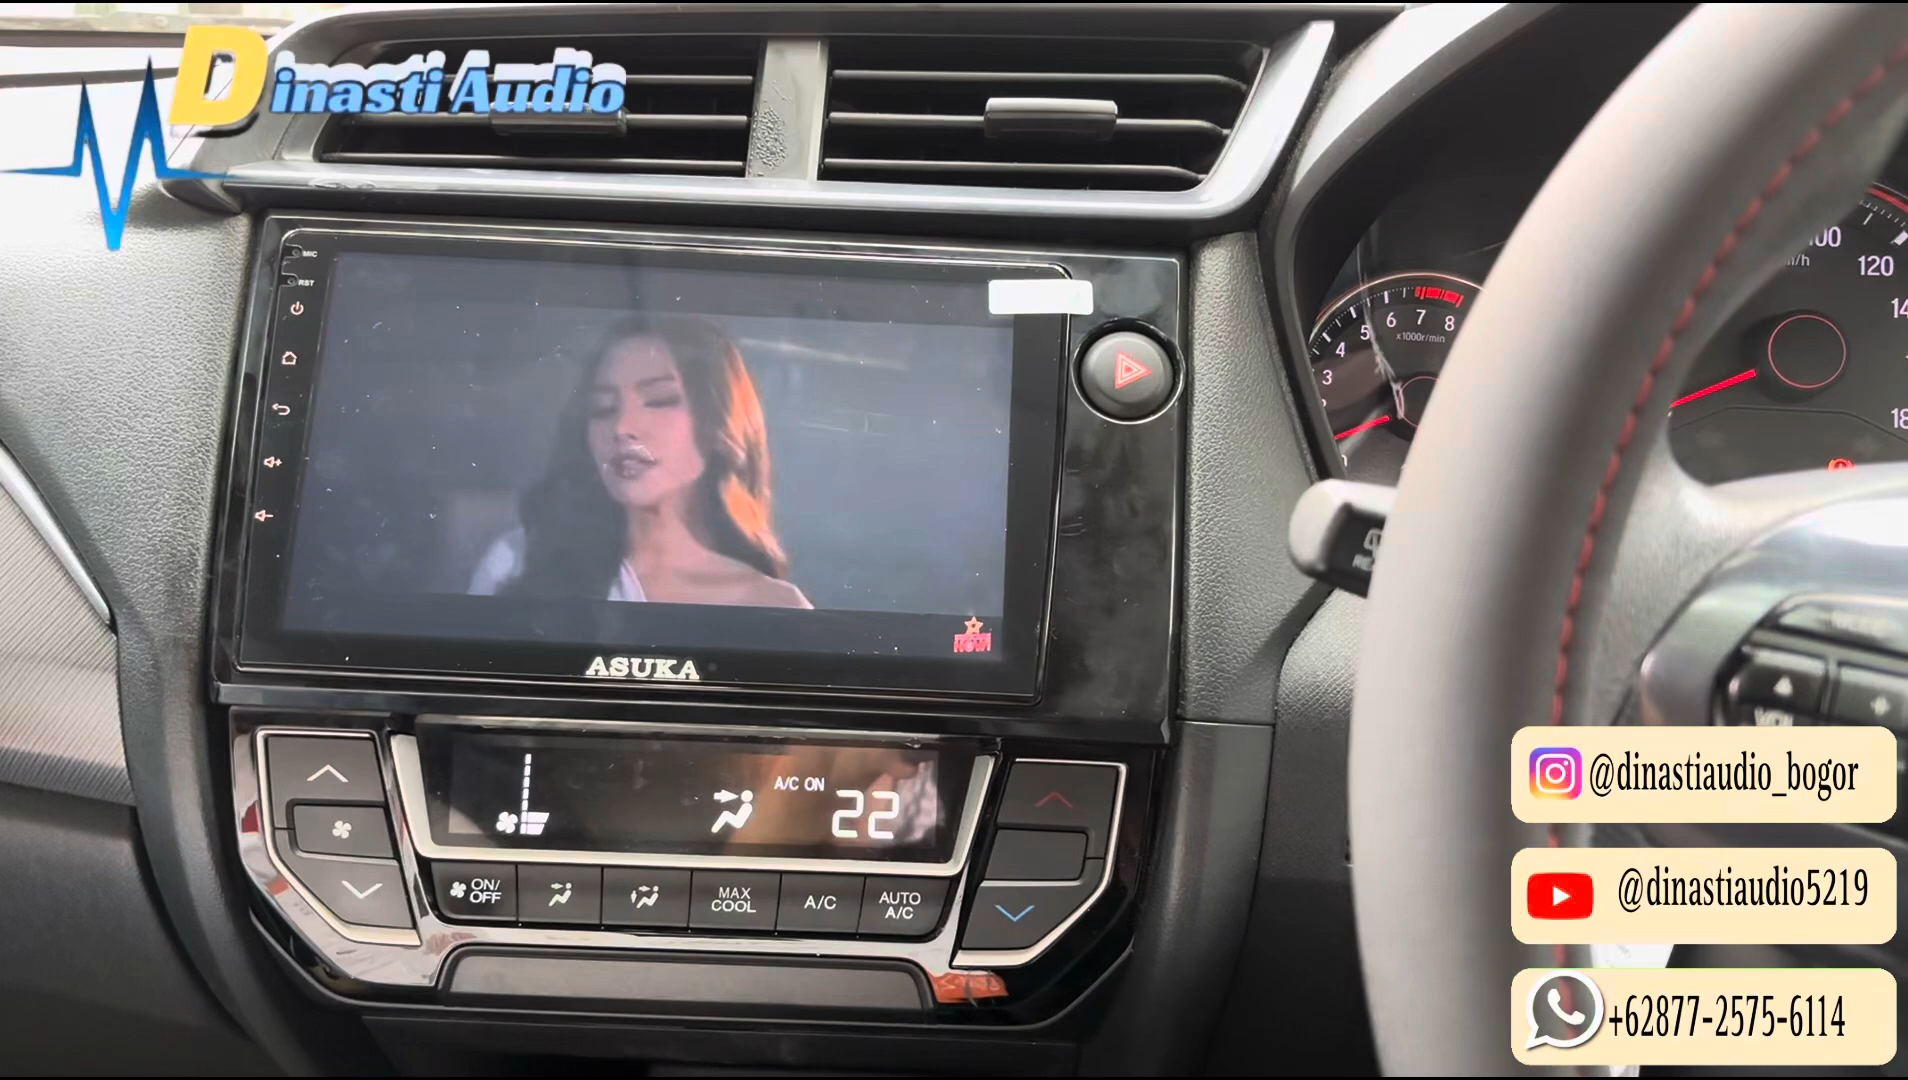 Dinasti Audio
MIC
RST
ASUKA
A/C ON
22
ON/
OFF
MAX
COOL
A/C
AUTO
A/C
3
4
5
6
7
8
x1000r/min
100
120
@dinastiaudio_bogor
@dinastiaudio5219
+62877-2575-6114